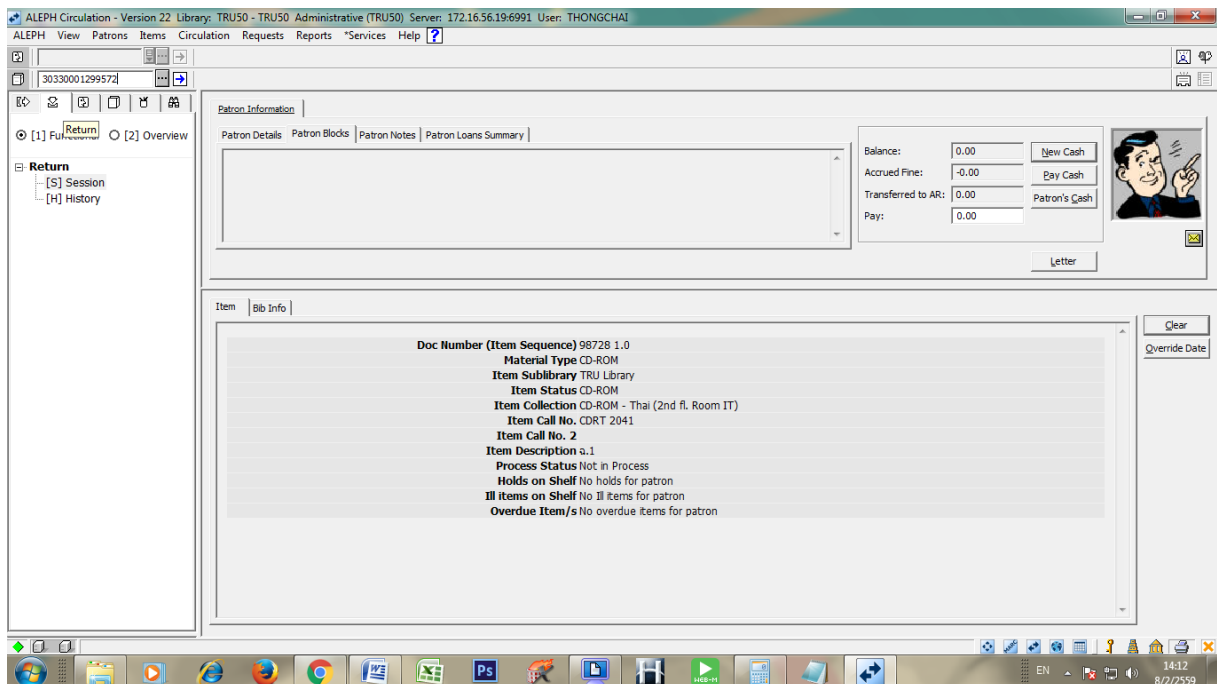 ALEPH Circulation - Version 22 Library: TRU50 - TRU50 Administrative (TRU50) Server: 172.16.56.19:6991 User: THONGCHAI
ALEPH View Patrons Items Circulation Requests Reports *Services Help ?
30330001299572
[1] Fu Return [2] Overview
Return
[S] Session
[H] History
Patron Information
Patron Details Patron Blocks Patron Notes Patron Loans Summary
Balance: 0.00 New Cash
Accrued Fine: -0.00 Pay Cash
Transferred to AR: 0.00 Patron's Cash
Pay: 0.00
Letter
Item Bib Info
Clear
Override Date
Doc Number (Item Sequence) 98728 1.0
Material Type CD-ROM
Item Sublibrary TRU Library
Item Status CD-ROM
Item Collection CD-ROM - Thai (2nd fl. Room IT)
Item Call No. CDRT 2041
Item Call No. 2
Item Description ฉ.1
Process Status Not in Process
Holds on Shelf No holds for patron
Ill items on Shelf No Ill items for patron
Overdue Item/s No overdue items for patron
Ps
WEB-M
EN
14:12
8/2/2559